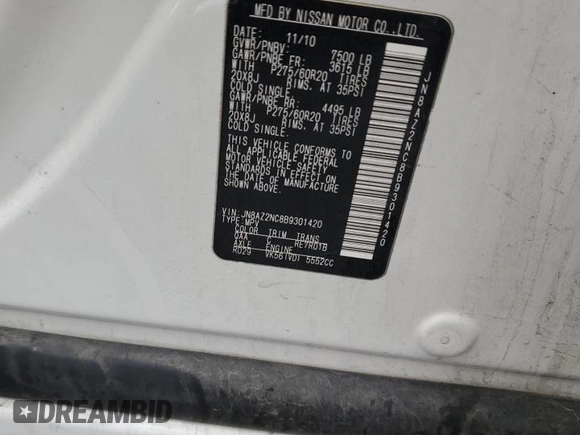 MFD BY NISSAN MOTOR CO.,LTD.
DATE: 11/10
GVWR/PNBV: 7500 LB
GAWR/PNBE FR: 3615 LB
WITH P275/60R20 TIRES
20X8J RIMS. AT 35PSI
COLD SINGLE.
GAWR/PNBE RR: 4495 LB
WITH P275/60R20 TIRES
20X8J RIMS. AT 35PSI
COLD SINGLE.
THIS VEHICLE CONFORMS TO
ALL APPLICABLE FEDERAL
MOTOR VEHICLE SAFETY
STANDARDS IN EFFECT ON
THE DATE OF MANUFACTURE
SHOWN ABOVE.
VIN: JN8AZ2NC8B9301420
TYPE: MPV
COLOR TRIM TRANS
QAA C RE7R01B
AXLE ENGINE
RD29 VK56(VD) 5552CC
JN8AZ2NC8B9301420
DREAMBID